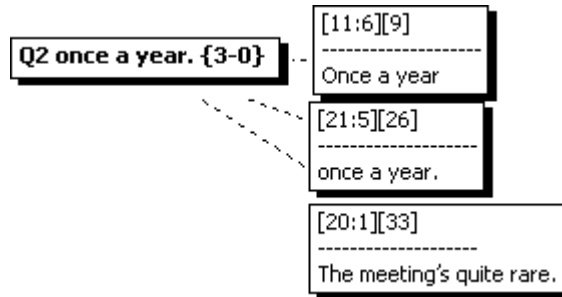 Q2 once a year. {3-0}
[11:6][9]
--------------------
Once a year
[21:5][26]
--------------------
once a year.
[20:1][33]
--------------------
The meeting's quite rare.